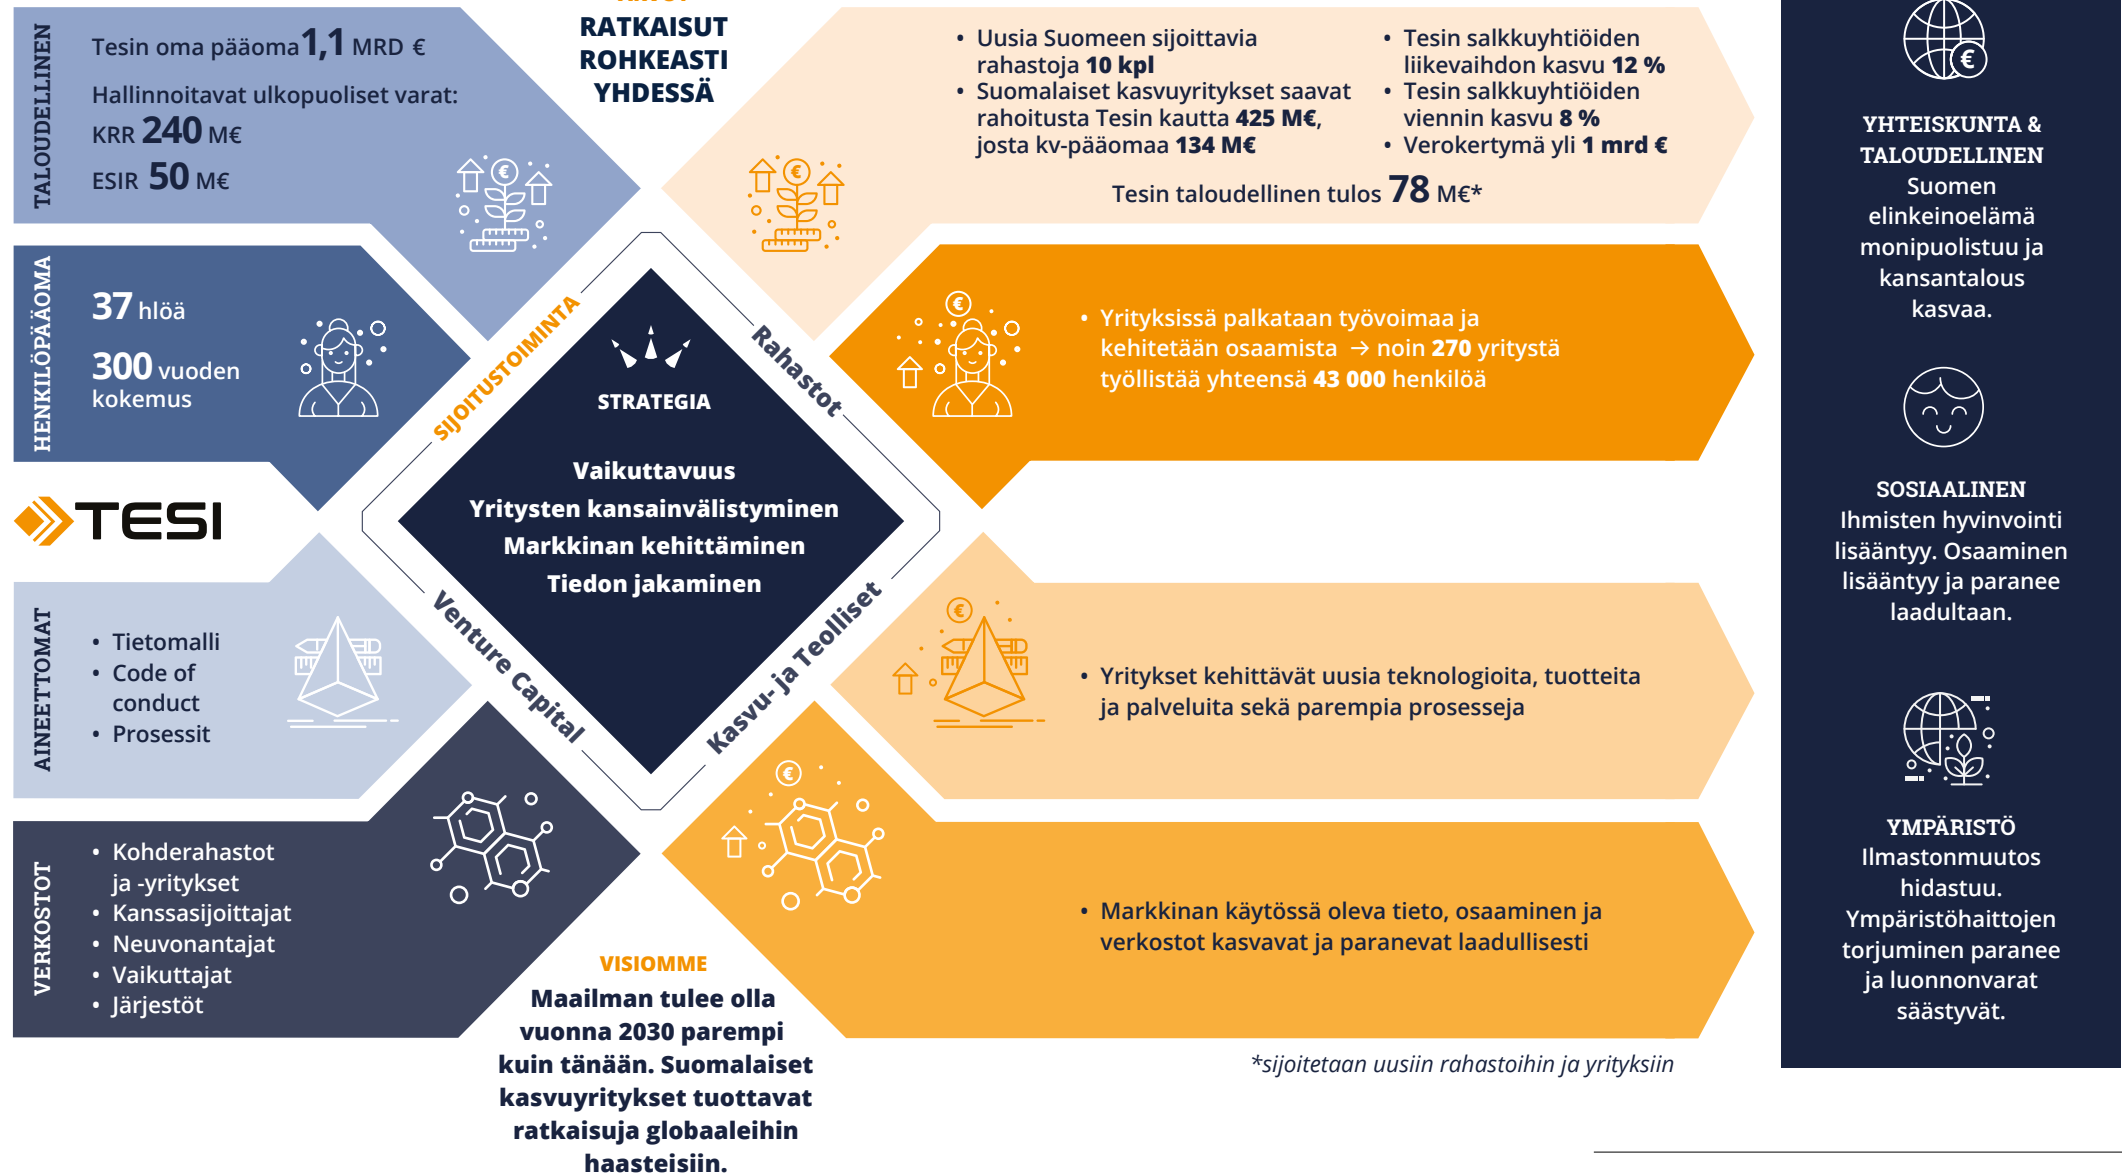 TALOUDELLINEN
Tesin oma pääoma 1,1 MRD €
Hallinnoitavat ulkopuoliset varat:
KRR 240 M€
ESIR 50 M€
HENKILÖPÄÄOMA
37 hlöä
300 vuoden
kokemus
TESI
AINEETTOMAT
• Tietomalli
• Code of
conduct
• Prosessit
VERKOSTOT
• Kohderahastot
ja -yritykset
• Kanssasijoittajat
• Neuvonantajat
• Vaikuttajat
• Järjestöt
RATKAISUT
ROHKEASTI
YHDESSÄ
SIJOITUSTOIMINTA
Rahastot
Venture Capital
Kasvu- ja Teolliset
STRATEGIA
Vaikuttavuus
Yritysten kansainvälistyminen
Markkinan kehittäminen
Tiedon jakaminen
VISIOMME
Maailman tulee olla
vuonna 2030 parempi
kuin tänään. Suomalaiset
kasvuyritykset tuottavat
ratkaisuja globaaleihin
haasteisiin.
• Uusia Suomeen sijoittavia
rahastoja 10 kpl
• Suomalaiset kasvuyritykset saavat
rahoitusta Tesin kautta 425 M€,
josta kv-pääomaa 134 M€
• Tesin salkkuyhtiöiden
liikevaihdon kasvu 12 %
• Tesin salkkuyhtiöiden
viennin kasvu 8 %
• Verokertymä yli 1 mrd €
Tesin taloudellinen tulos 78 M€*
• Yrityksissä palkataan työvoimaa ja
kehitetään osaamista → noin 270 yritystä
työllistää yhteensä 43 000 henkilöä
• Yritykset kehittävät uusia teknologioita, tuotteita
ja palveluita sekä parempia prosesseja
• Markkinan käytössä oleva tieto, osaaminen ja
verkostot kasvavat ja paranevat laadullisesti
*sijoitetaan uusiin rahastoihin ja yrityksiin
YHTEISKUNTA &
TALOUDELLINEN
Suomen
elinkeinoelämä
monipuolistuu ja
kansantalous
kasvaa.
SOSIAALINEN
Ihmisten hyvinvointi
lisääntyy. Osaaminen
lisääntyy ja paranee
laadultaan.
YMPÄRISTÖ
Ilmastonmuutos
hidastuu.
Ympäristöhaittojen
torjuminen paranee
ja luonnonvarat
säästyvät.